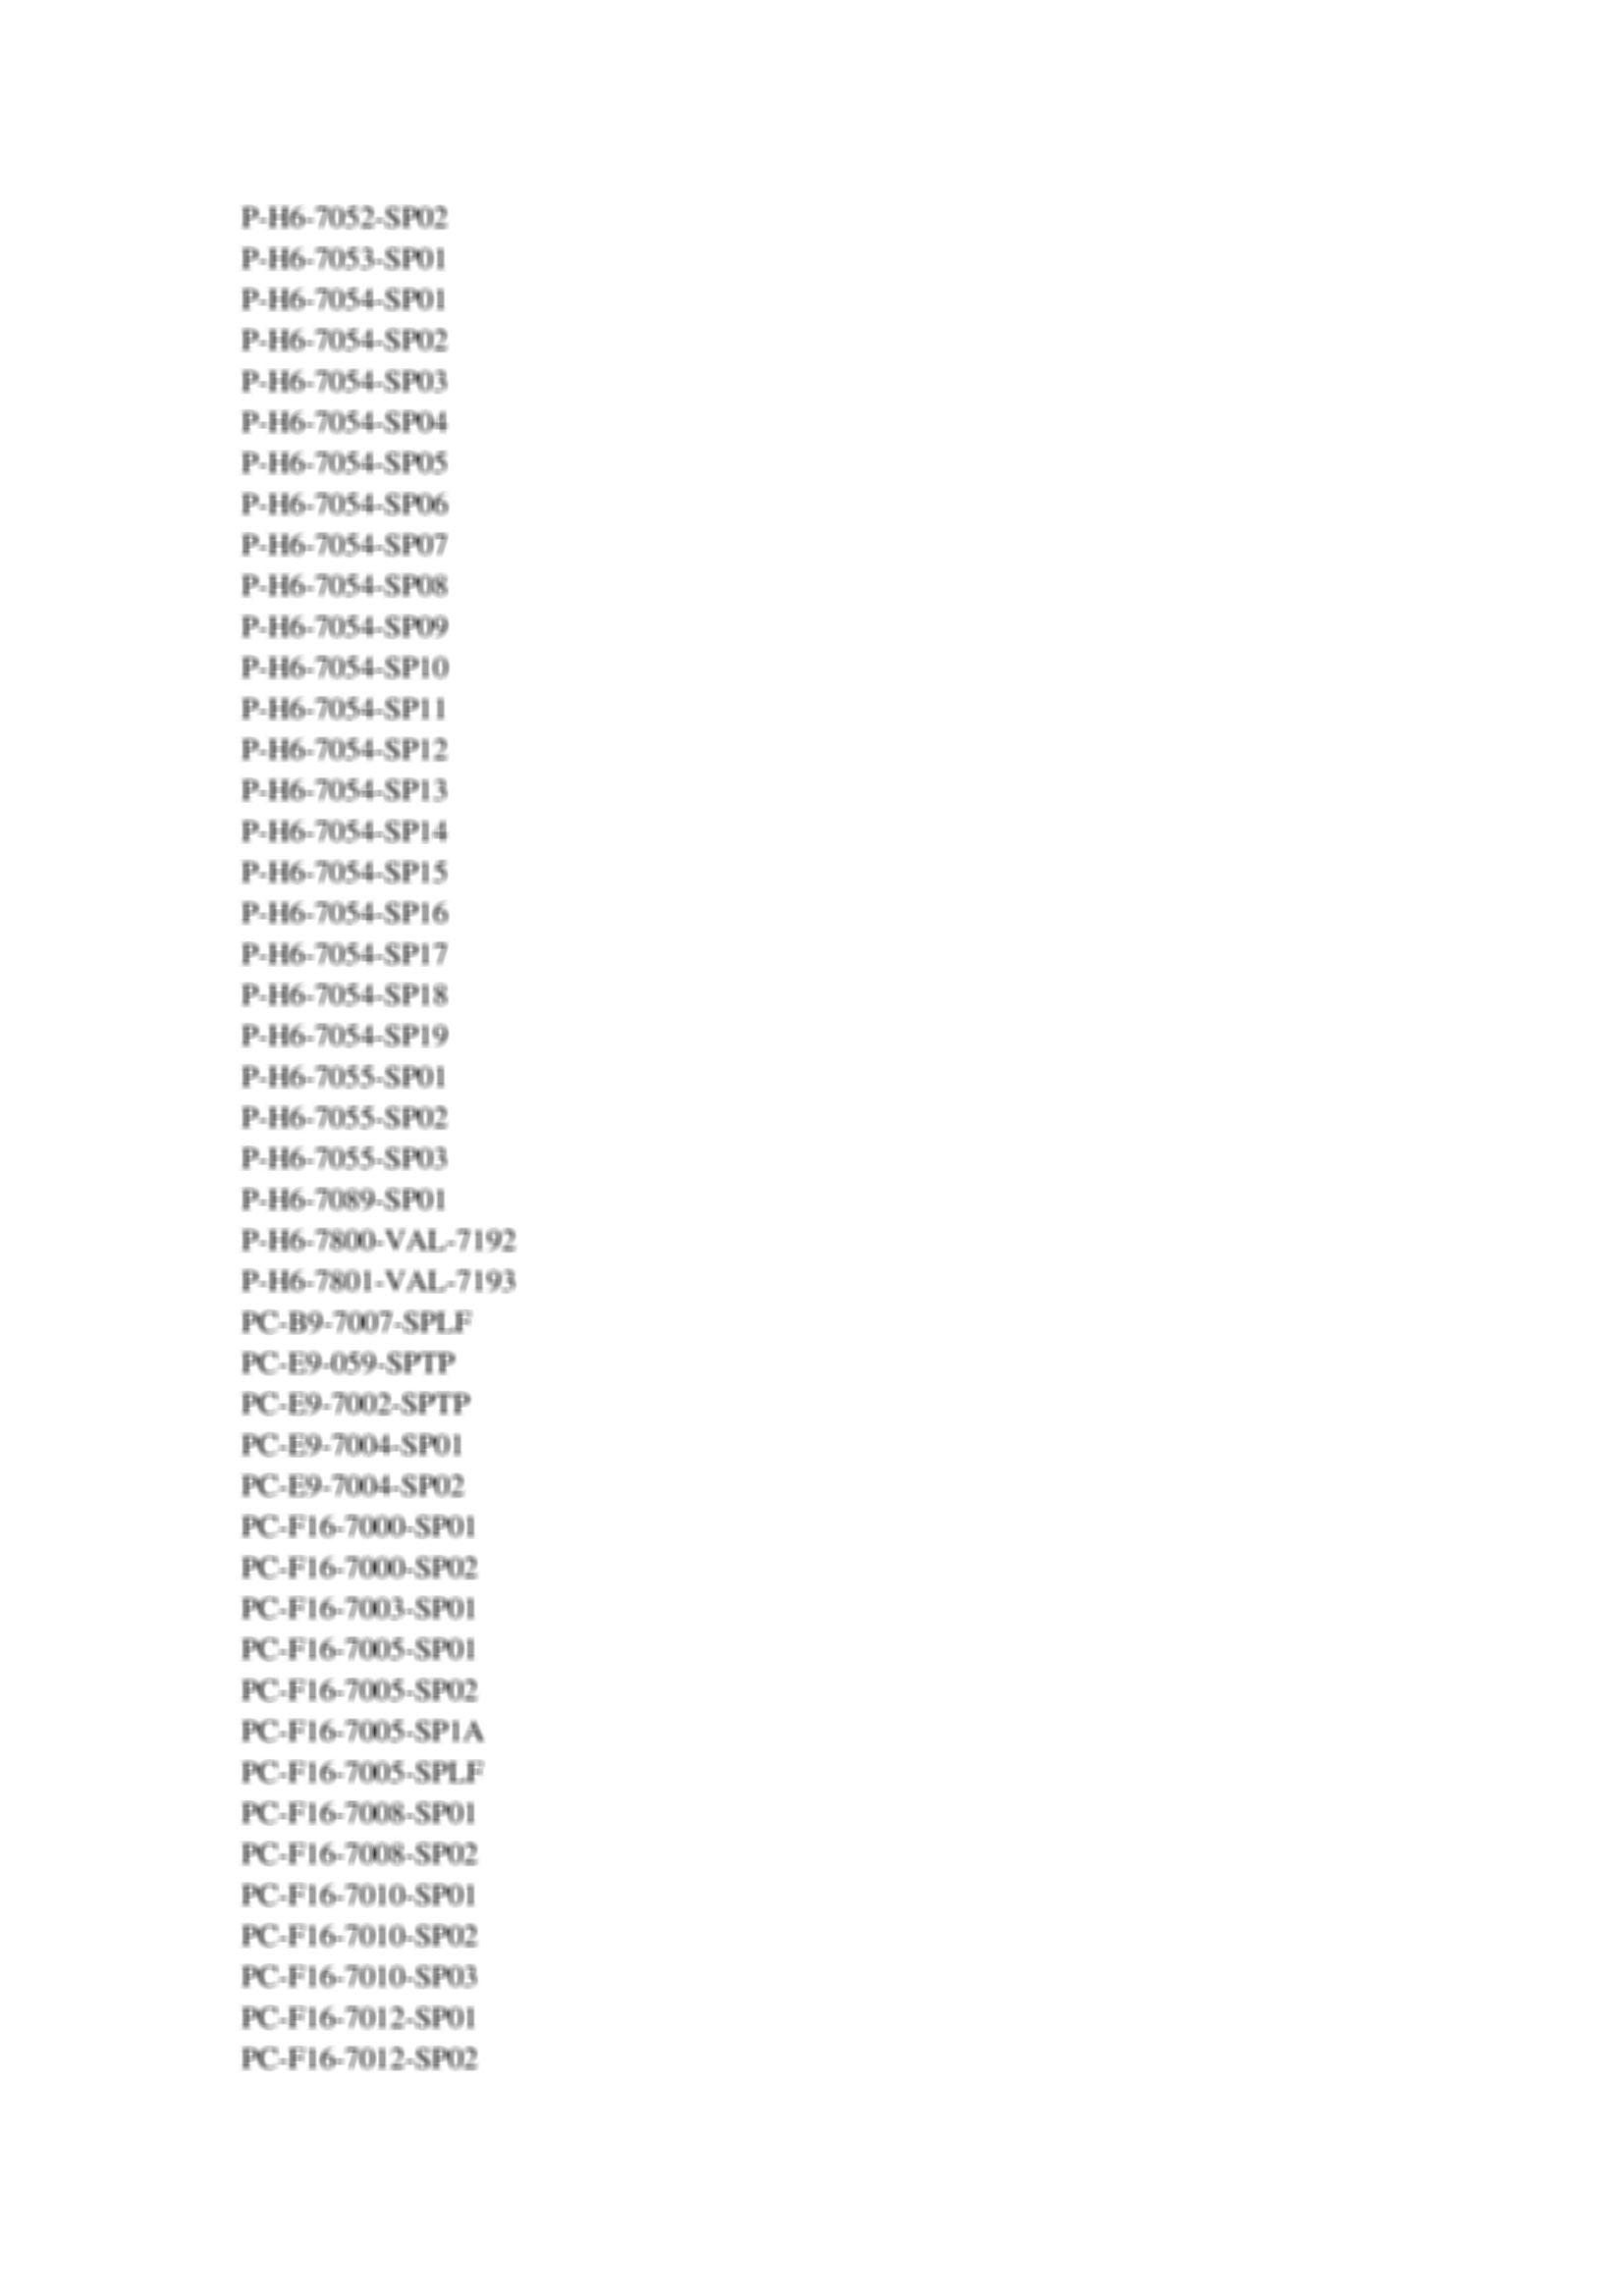 P-H6-7052-SP02
P-H6-7053-SP01
P-H6-7054-SP01
P-H6-7054-SP02
P-H6-7054-SP03
P-H6-7054-SP04
P-H6-7054-SP05
P-H6-7054-SP06
P-H6-7054-SP07
P-H6-7054-SP08
P-H6-7054-SP09
P-H6-7054-SP10
P-H6-7054-SP11
P-H6-7054-SP12
P-H6-7054-SP13
P-H6-7054-SP14
P-H6-7054-SP15
P-H6-7054-SP16
P-H6-7054-SP17
P-H6-7054-SP18
P-H6-7054-SP19
P-H6-7055-SP01
P-H6-7055-SP02
P-H6-7055-SP03
P-H6-7089-SP01
P-H6-7800-VAL-7192
P-H6-7801-VAL-7193
PC-B9-7007-SPLF
PC-E9-059-SPTP
PC-E9-7002-SPTP
PC-E9-7004-SP01
PC-E9-7004-SP02
PC-F16-7000-SP01
PC-F16-7000-SP02
PC-F16-7003-SP01
PC-F16-7005-SP01
PC-F16-7005-SP02
PC-F16-7005-SP1A
PC-F16-7005-SPLF
PC-F16-7008-SP01
PC-F16-7008-SP02
PC-F16-7010-SP01
PC-F16-7010-SP02
PC-F16-7010-SP03
PC-F16-7012-SP01
PC-F16-7012-SP02